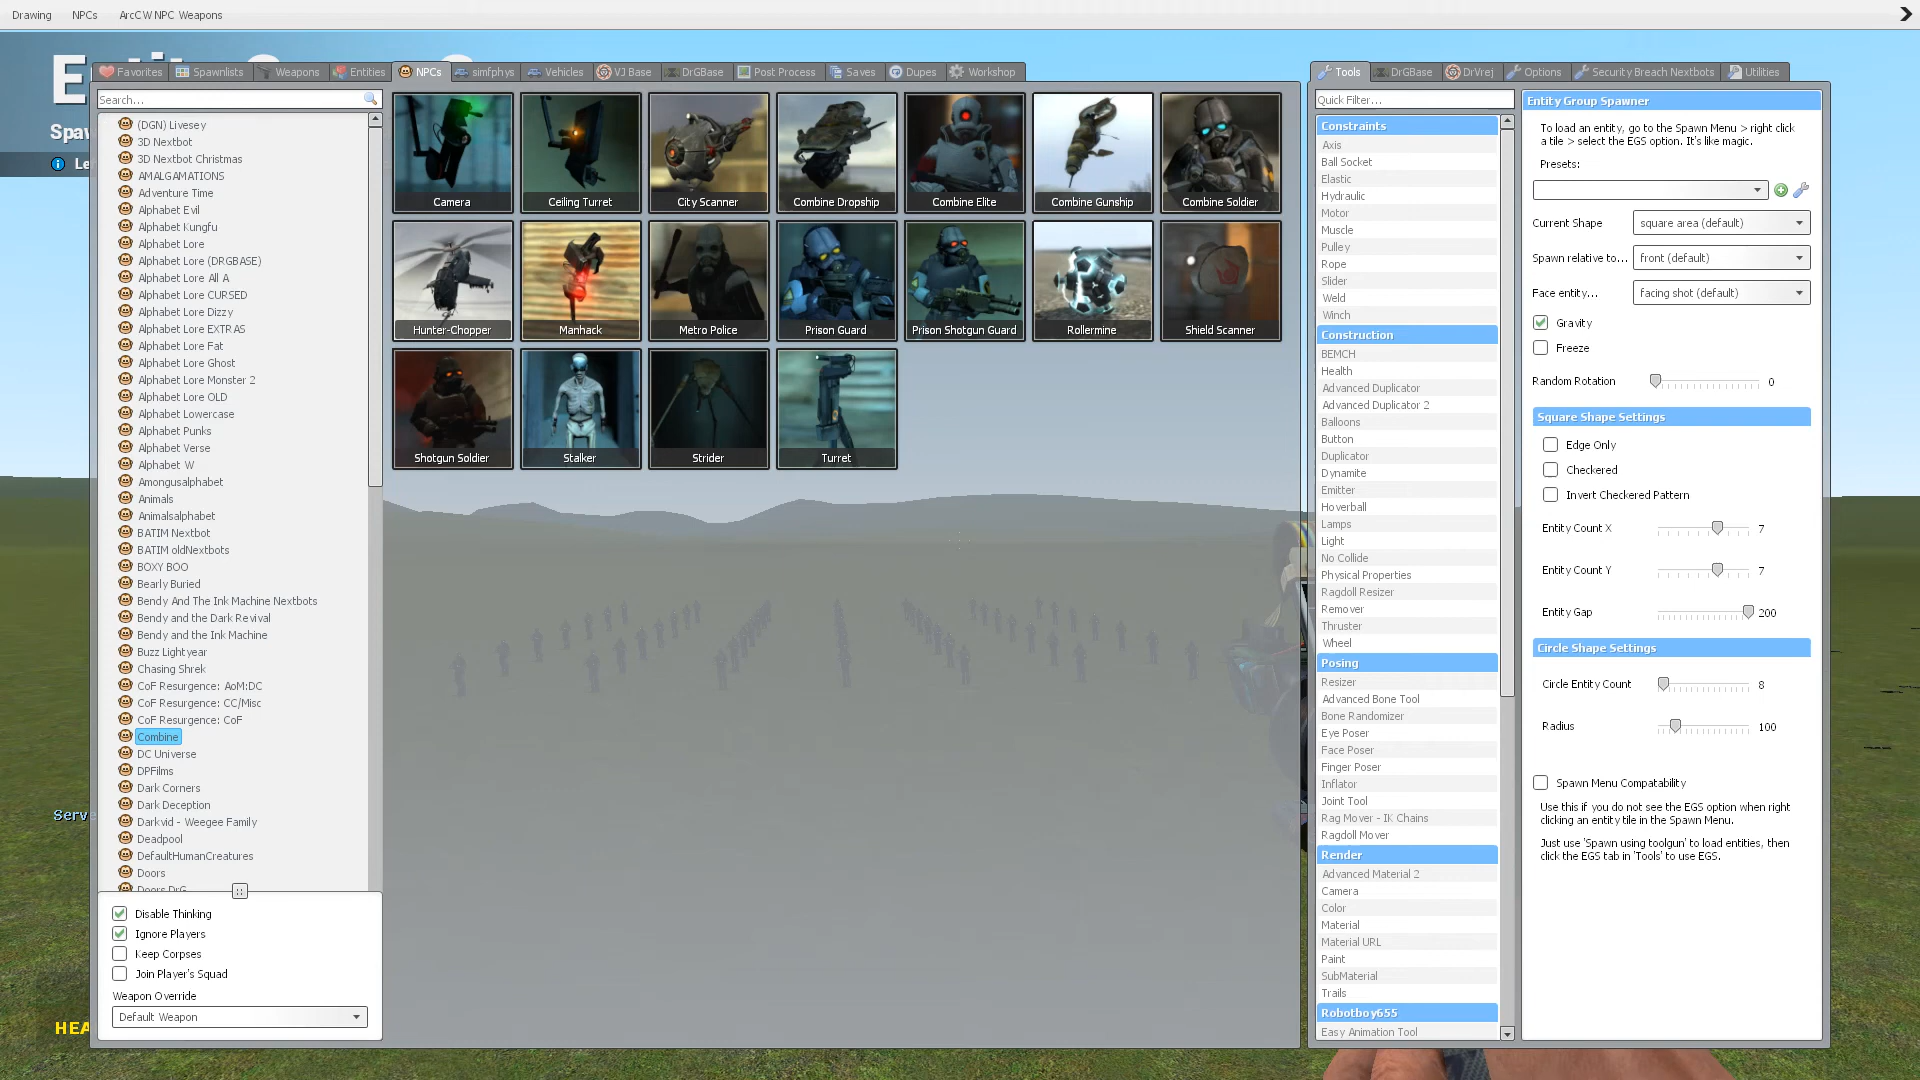 Drawing NPCs ArcCW NPC Weapons
Favorites Spawnlists Weapons Entities NPCs simfphys Vehicles VJ Base DrGBase Post Process Saves Dupes Workshop
Search...
(DGN) Livesey
3D Nextbot
3D Nextbot Christmas
AMALGAMATIONS
Adventure Time
Alphabet Evil
Alphabet Kungfu
Alphabet Lore
Alphabet Lore (DRGBASE)
Alphabet Lore All A
Alphabet Lore CURSED
Alphabet Lore Dizzy
Alphabet Lore EXTRAS
Alphabet Lore Fat
Alphabet Lore Ghost
Alphabet Lore Monster 2
Alphabet Lore OLD
Alphabet Lowercase
Alphabet Punks
Alphabet Verse
Alphabet W
Amongusalphabet
Animals
Animalsalphabet
BATIM Nextbot
BATIM oldNextbots
BOXY BOO
Bearly Buried
Bendy And The Ink Machine Nextbots
Bendy and the Dark Revival
Bendy and the Ink Machine
Buzz Lightyear
Chasing Shrek
CoF Resurgence: AoM:DC
CoF Resurgence: CC/Misc
CoF Resurgence: CoF
Combine
DC Universe
DPFilms
Dark Corners
Dark Deception
Darkvid - Weegee Family
Deadpool
DefaultHumanCreatures
Doors
Doors DrG
Disable Thinking
Ignore Players
Keep Corpses
Join Player's Squad
Weapon Override
Default Weapon
Camera Ceiling Turret City Scanner Combine Dropship Combine Elite Combine Gunship Combine Soldier
Hunter-Chopper Manhack Metro Police Prison Guard Prison Shotgun Guard Rollermine Shield Scanner
Shotgun Soldier Stalker Strider Turret
Tools DrGBase DrVrej Options Security Breach Nextbots Utilities
Quick Filter...
Constraints
Axis
Ball Socket
Elastic
Hydraulic
Motor
Muscle
Pulley
Rope
Slider
Weld
Winch
Construction
BEMCH
Health
Advanced Duplicator
Advanced Duplicator 2
Balloons
Button
Duplicator
Dynamite
Emitter
Hoverball
Lamps
Light
No Collide
Physical Properties
Ragdoll Resizer
Remover
Thruster
Wheel
Posing
Resizer
Advanced Bone Tool
Bone Randomizer
Eye Poser
Face Poser
Finger Poser
Inflator
Joint Tool
Rag Mover - IK Chains
Ragdoll Mover
Render
Advanced Material 2
Camera
Color
Material
Material URL
Paint
SubMaterial
Trails
Robotboy655
Easy Animation Tool
Entity Group Spawner
To load an entity, go to the Spawn Menu > right click
a tile > select the EGS option. It's like magic.
Presets:
Current Shape square area (default)
Spawn relative to... front (default)
Face entity... facing shot (default)
Gravity
Freeze
Random Rotation 0
Square Shape Settings
Edge Only
Checkered
Invert Checkered Pattern
Entity Count X 7
Entity Count Y 7
Entity Gap 200
Circle Shape Settings
Circle Entity Count 8
Radius 100
Spawn Menu Compatability
Use this if you do not see the EGS option when right
clicking an entity tile in the Spawn Menu.
Just use 'Spawn using toolgun' to load entities, then
click the EGS tab in 'Tools' to use EGS.